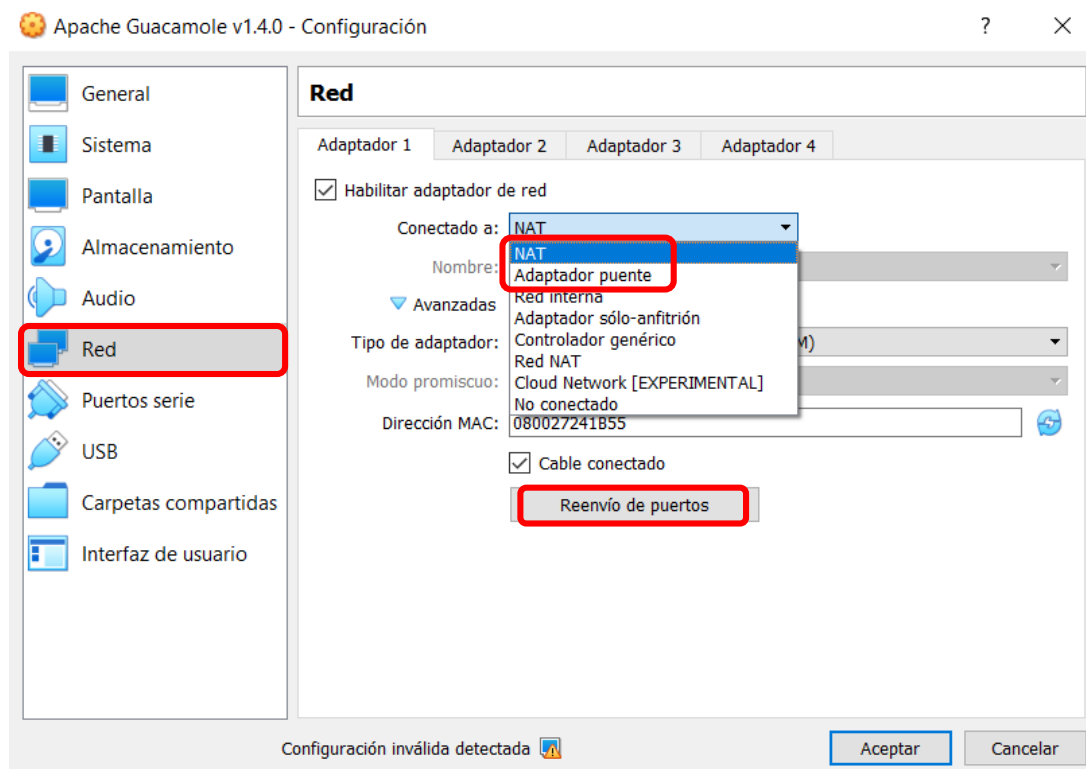 Apache Guacamole v1.4.0 - Configuración
?
General
Sistema
Pantalla
Almacenamiento
Audio
Red
Puertos serie
USB
Carpetas compartidas
Interfaz de usuario
Red
Adaptador 1 Adaptador 2 Adaptador 3 Adaptador 4
Habilitar adaptador de red
Conectado a: NAT
NAT
Adaptador puente
Red interna
Adaptador sólo-anfitrión
Controlador genérico
Red NAT
Cloud Network [EXPERIMENTAL]
No conectado
Nombre:
Avanzadas
Tipo de adaptador: M)
Modo promiscuo:
Dirección MAC: 080027241B55
Cable conectado
Reenvío de puertos
Configuración inválida detectada
Aceptar Cancelar